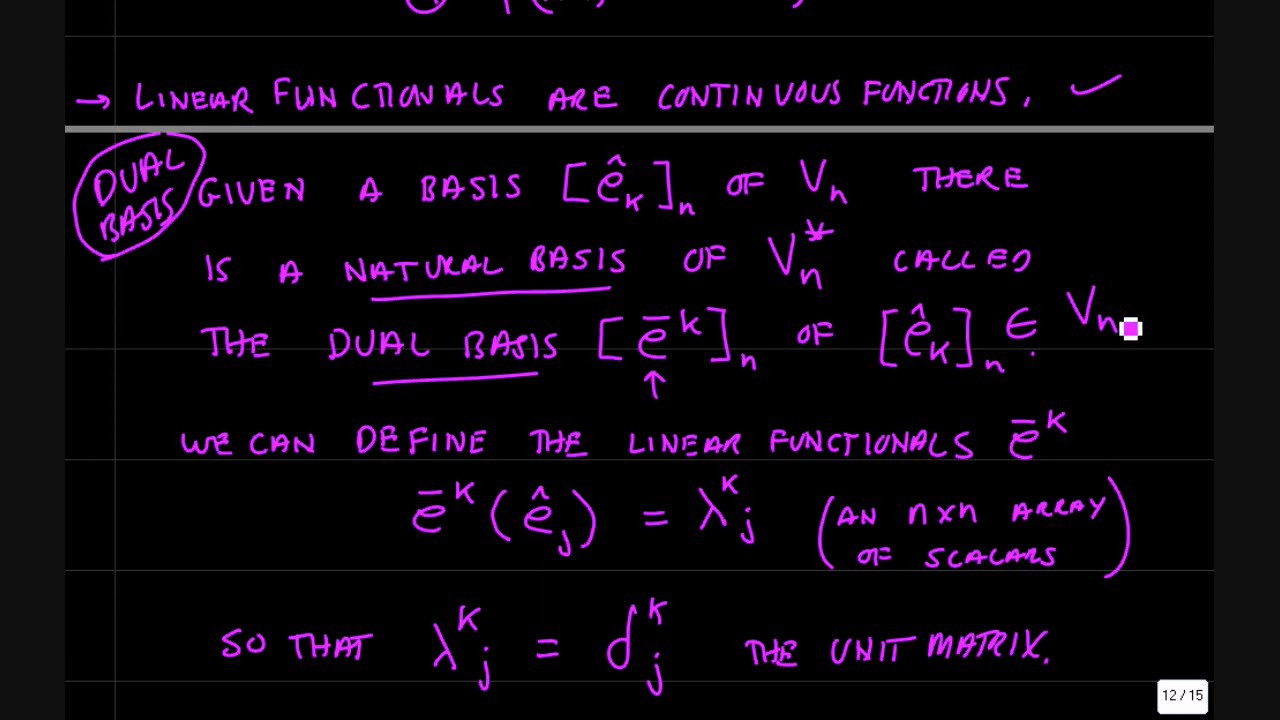 → LINEAR FUNCTIONALS ARE CONTINUOUS FUNCTIONS. ✓
DUAL
BASIS
GIVEN A BASIS [ê_k]_n OF V_n THERE
IS A NATURAL BASIS OF V_n^* CALLED
THE DUAL BASIS [ē^k]_n OF [ê_k]_n ∈ V_n
↑
WE CAN DEFINE THE LINEAR FUNCTIONALS ē^k
ē^k(ê_j) = λ^k_j (AN n×n ARRAY
OF SCALARS)
SO THAT λ^k_j = δ^k_j THE UNIT MATRIX.
12 / 15